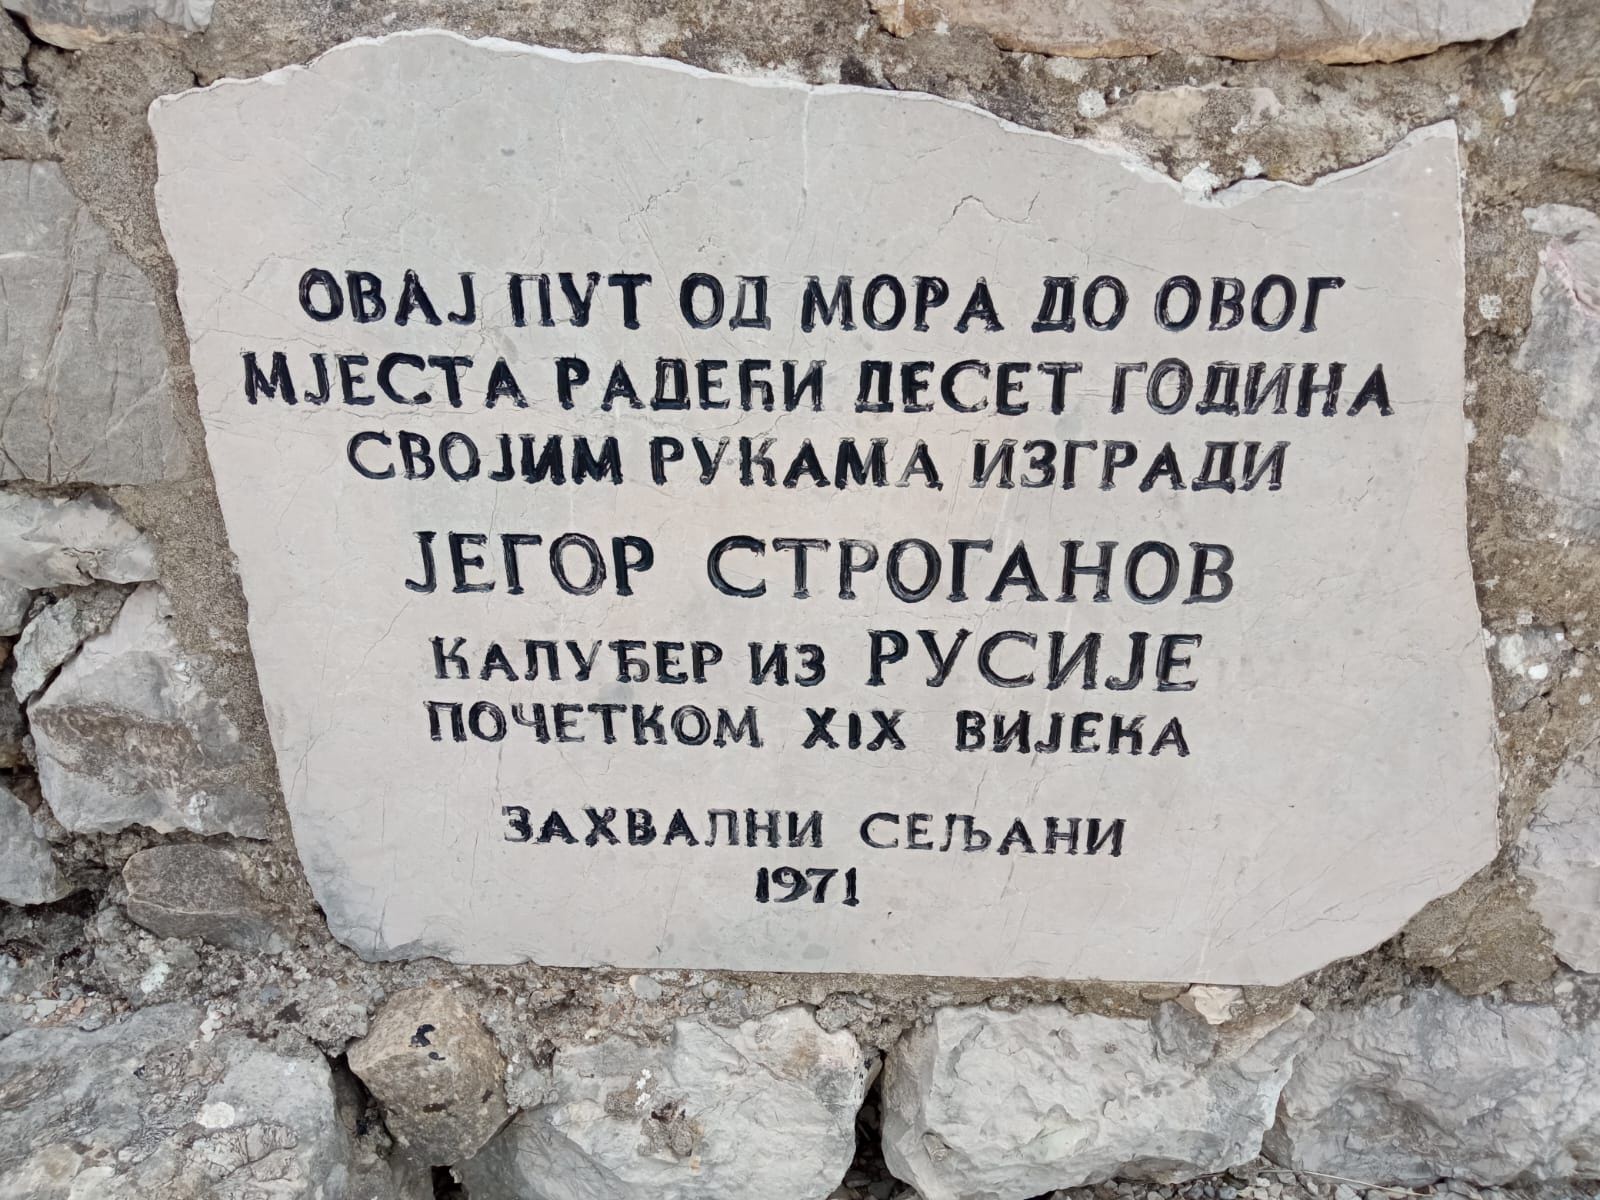 ОВАЈ ПУТ ОД МОРА ДО ОВОГ
МЈЕСТА РАДЕЋИ ДЕСЕТ ГОДИНА
СВОЈИМ РУКАМА ИЗГРАДИ
ЈЕГОР СТРОГАНОВ
КАЛУЂЕР ИЗ РУСИЈЕ
ПОЧЕТКОМ XIX ВИЈЕКА
ЗАХВАЛНИ СЕЉАНИ
1971